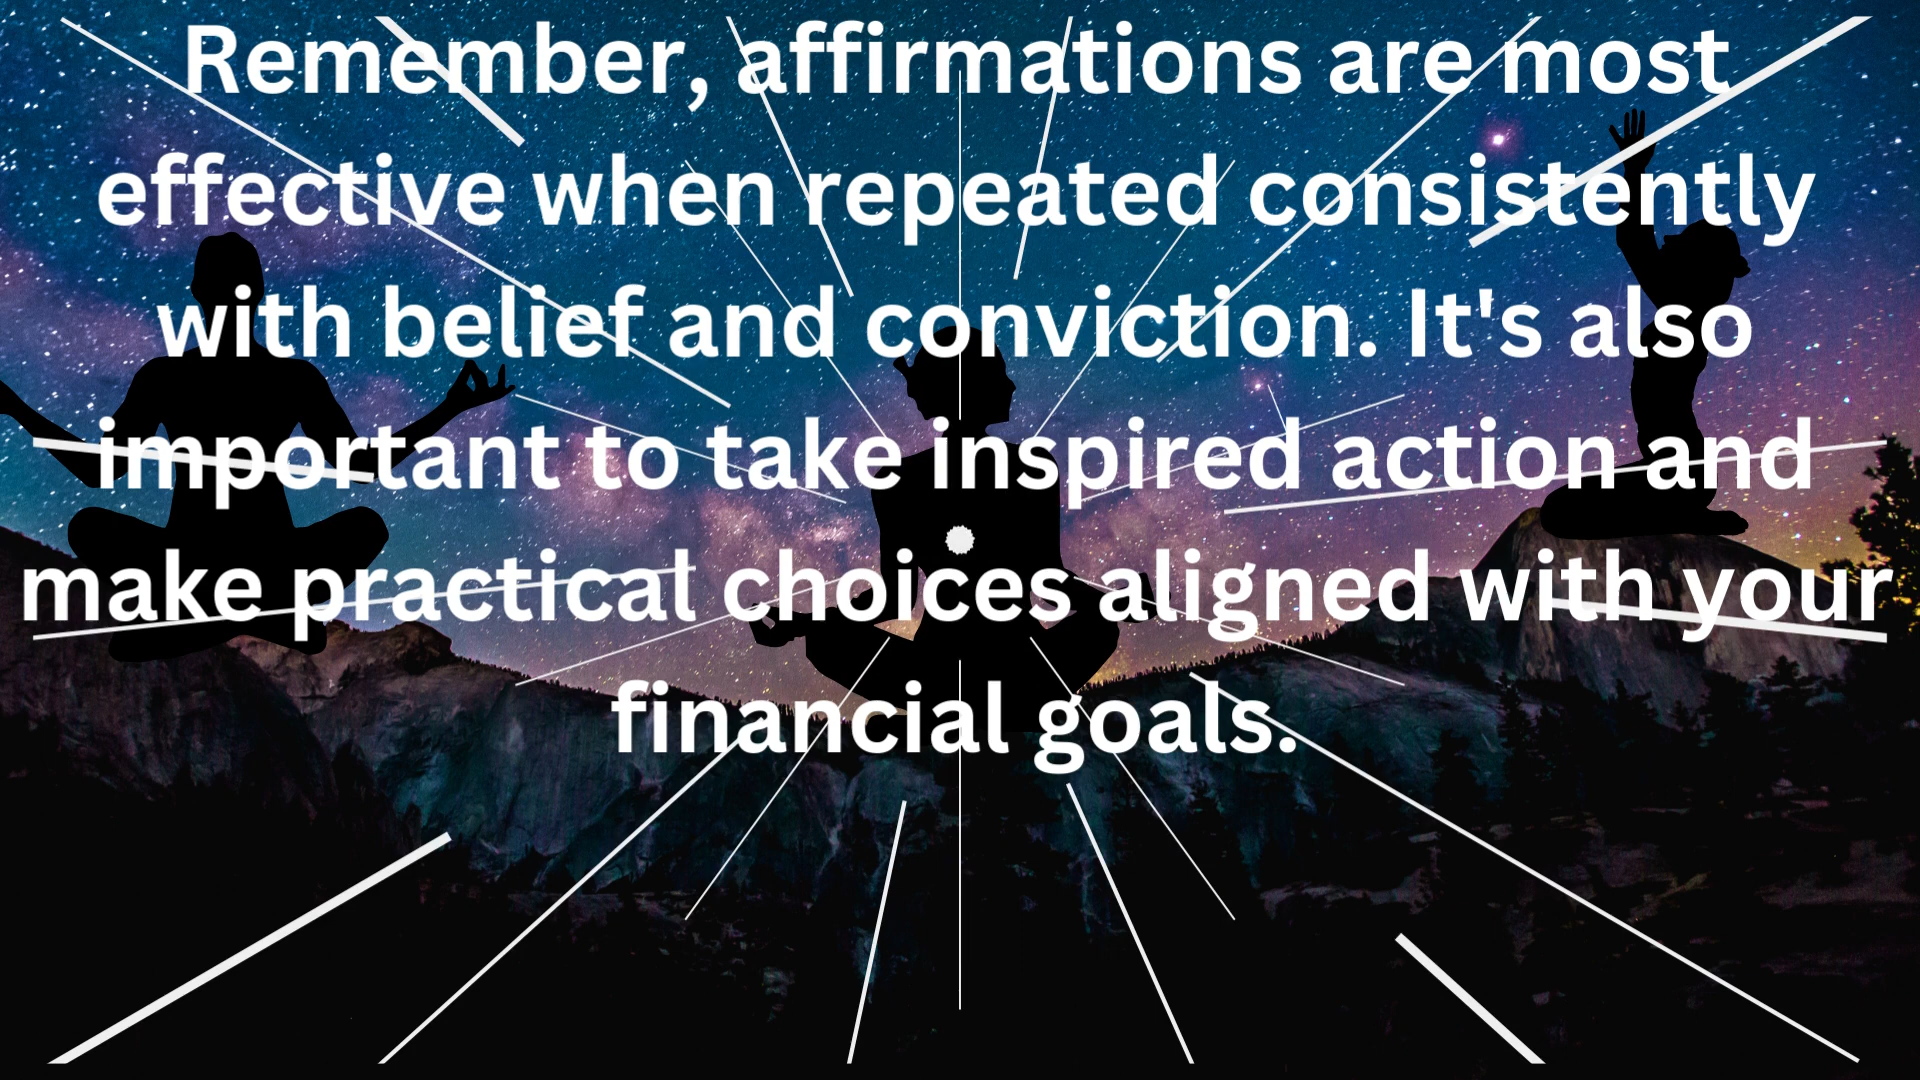 Remember, affirmations are most
effective when repeated consistently
with belief and conviction. It's also
important to take inspired action and
make practical choices aligned with your
financial goals.